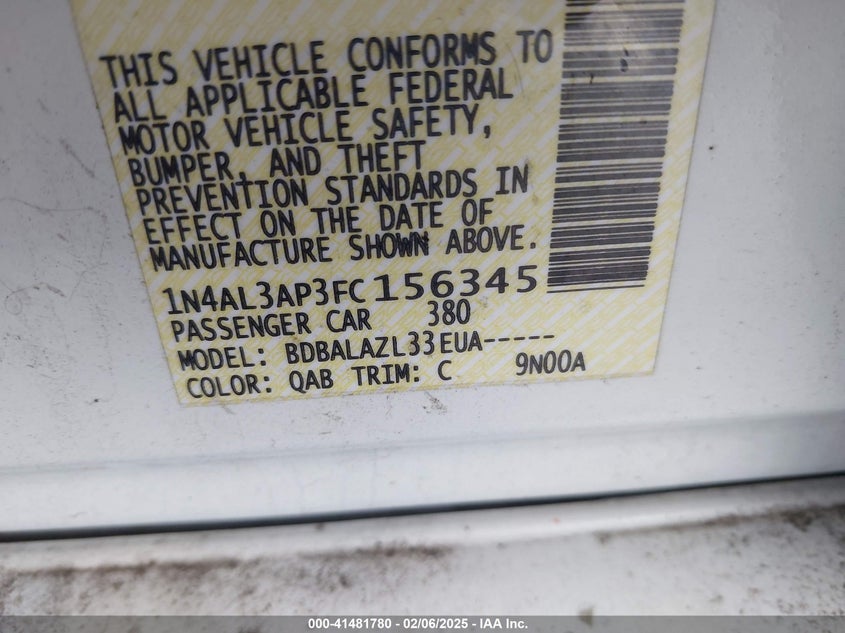 THIS VEHICLE CONFORMS TO
ALL APPLICABLE FEDERAL
MOTOR VEHICLE SAFETY,
BUMPER, AND THEFT
PREVENTION STANDARDS IN
EFFECT ON THE DATE OF
MANUFACTURE SHOWN ABOVE.
1N4AL3AP3FC156345
PASSENGER CAR 380
MODEL: BDBALAZL33EUA-----
COLOR: QAB TRIM: C 9N00A
000-41481780 - 02/06/2025 - IAA Inc.